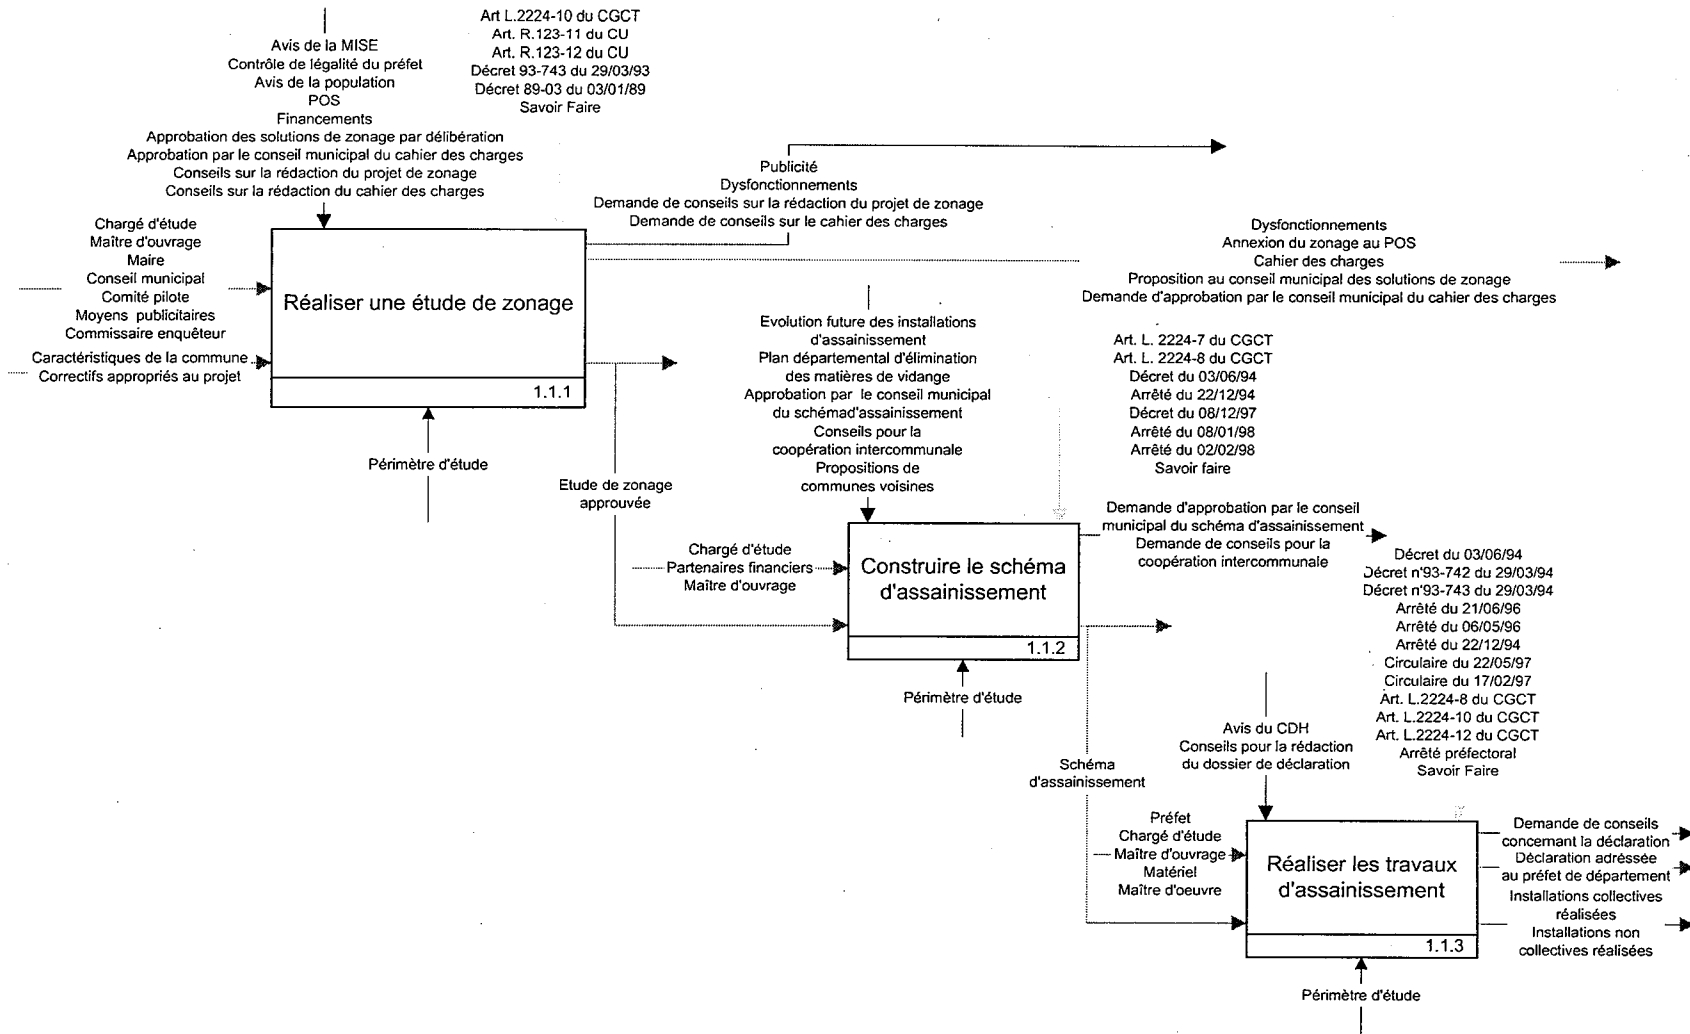 Avis de la MISE
Contrôle de légalité du préfet
Avis de la population
POS
Financements
Approbation des solutions de zonage par délibération
Approbation par le conseil municipal du cahier des charges
Conseils sur la rédaction du projet de zonage
Conseils sur la rédaction du cahier des charges
Art L.2224-10 du CGCT
Art. R.123-11 du CU
Art. R.123-12 du CU
Décret 93-743 du 29/03/93
Décret 89-03 du 03/01/89
Savoir Faire
Publicité
Dysfonctionnements
Demande de conseils sur la rédaction du projet de zonage
Demande de conseils sur le cahier des charges
Chargé d'étude
Maître d'ouvrage
Maire
Conseil municipal
Comité pilote
Moyens publicitaires
Commissaire enquêteur
Caractéristiques de la commune
Correctifs appropriés au projet
Réaliser une étude de zonage
1.1.1
Périmètre d'étude
Dysfonctionnements
Annexion du zonage au POS
Cahier des charges
Proposition au conseil municipal des solutions de zonage
Demande d'approbation par le conseil municipal du cahier des charges
Etude de zonage
approuvée
Evolution future des installations
d'assainissement
Plan départemental d'élimination
des matières de vidange
Approbation par le conseil municipal
du schémad'assainissement
Conseils pour la
coopération intercommunale
Propositions de
communes voisines
Art. L. 2224-7 du CGCT
Art. L. 2224-8 du CGCT
Décret du 03/06/94
Arrêté du 22/12/94
Décret du 08/12/97
Arrêté du 08/01/98
Arrêté du 02/02/98
Savoir faire
Chargé d'étude
Partenaires financiers
Maître d'ouvrage
Construire le schéma
d'assainissement
1.1.2
Périmètre d'étude
Demande d'approbation par le conseil
municipal du schéma d'assainissement
Demande de conseils pour la
coopération intercommunale
Schéma
d'assainissement
Avis du CDH
Conseils pour la rédaction
du dossier de déclaration
Décret du 03/06/94
Décret n°93-742 du 29/03/94
Décret n°93-743 du 29/03/94
Arrêté du 21/06/96
Arrêté du 06/05/96
Arrêté du 22/12/94
Circulaire du 22/05/97
Circulaire du 17/02/97
Art. L.2224-8 du CGCT
Art. L.2224-10 du CGCT
Art. L.2224-12 du CGCT
Arrêté préfectoral
Savoir Faire
Préfet
Chargé d'étude
Maître d'ouvrage
Matériel
Maître d'oeuvre
Réaliser les travaux
d'assainissement
1.1.3
Périmètre d'étude
Demande de conseils
concernant la déclaration
Déclaration adréssée
au préfet de département
Installations collectives
réalisées
Installations non
collectives réalisées